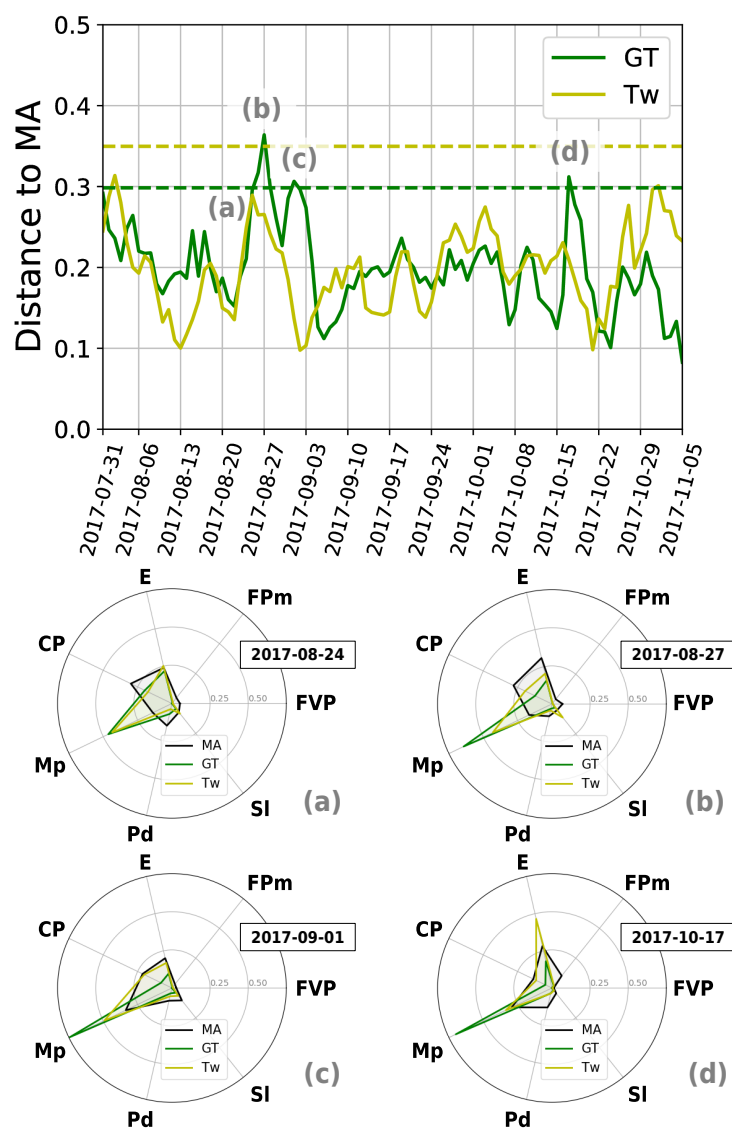 0.5
GT
Tw
0.4
(b)
(c)
(d)
0.3
(a)
0.2
0.1
0.0
Distance to MA
2017-07-31
2017-08-06
2017-08-13
2017-08-20
2017-08-27
2017-09-03
2017-09-10
2017-09-17
2017-09-24
2017-10-01
2017-10-08
2017-10-15
2017-10-22
2017-10-29
2017-11-05
E
FPm
CP
2017-08-24
0.25 0.50
FVP
Mp
MA
GT
Tw
Sl
Pd
(a)
E
FPm
CP
2017-08-27
0.25 0.50
FVP
Mp
MA
GT
Tw
Sl
Pd
(b)
E
FPm
CP
2017-09-01
0.25 0.50
FVP
Mp
MA
GT
Tw
Sl
Pd
(c)
E
FPm
CP
2017-10-17
0.25 0.50
FVP
Mp
MA
GT
Tw
Sl
Pd
(d)